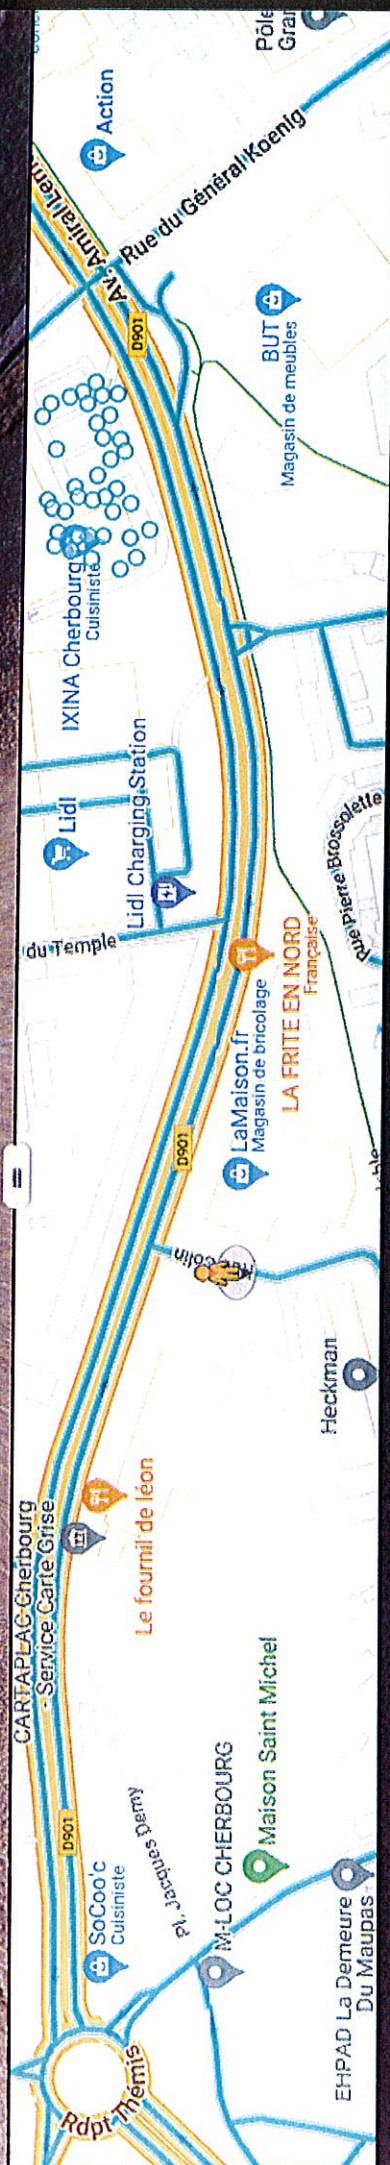 Rdpt Thémis
SoCoo'c
Cuisiniste
D901
CARTAPLAC Cherbourg
- Service Carte Grise
Pl. Jacques Demy
M-LOC CHERBOURG
Maison Saint Michel
EHPAD La Demeure
Du Maupas
Le fournil de léon
Heckman
Colin
D901
LaMaison.fr
Magasin de bricolage
LA FRITE EN NORD
Française
du Temple
Lidl
Lidl Charging Station
Rue Pierre Brossolette
IXINA Cherbourg
Cuisiniste
BUT
Magasin de meubles
D901
Av. Amiral Lem
Rue du Général Koenig
Action
Pôle
Gra